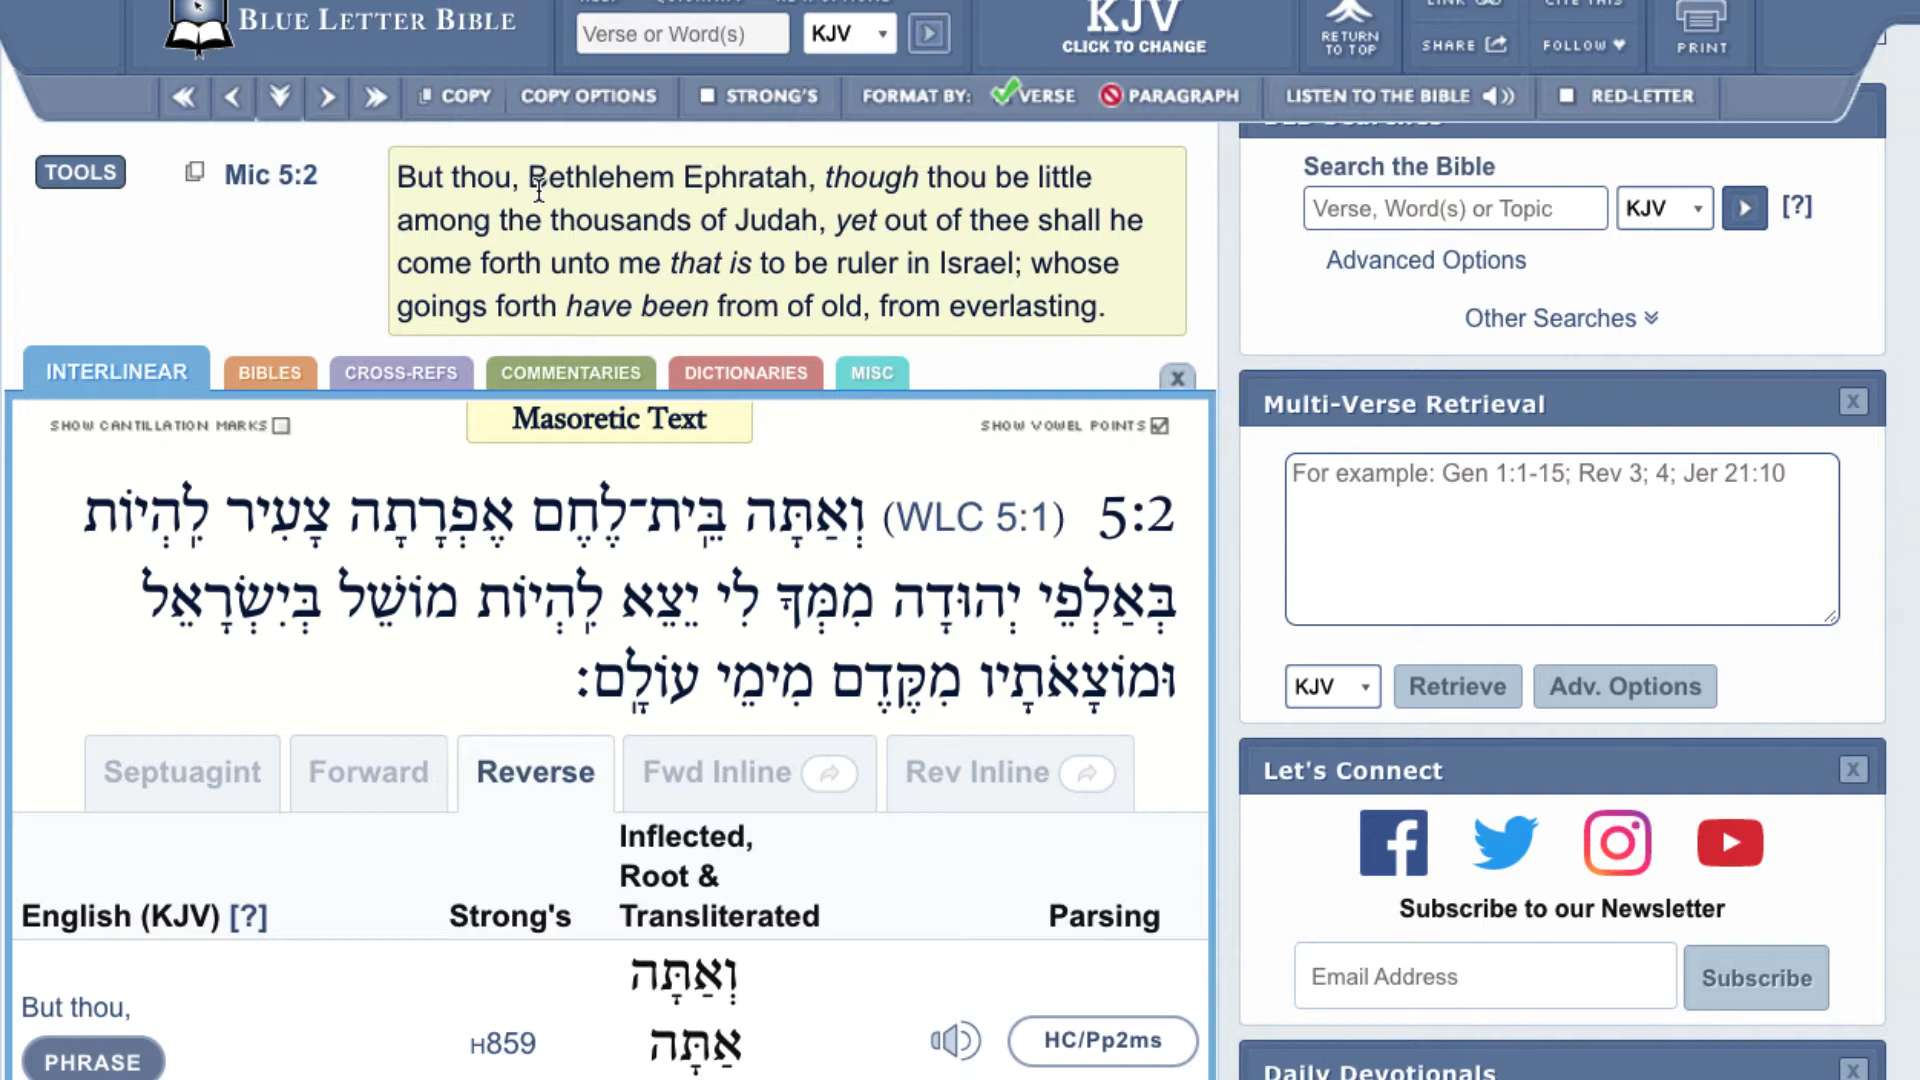 BLUE LETTER BIBLE
Verse or Word(s)
KJV
KJV
CLICK TO CHANGE
RETURN
TO TOP
SHARE
CITE THIS
FOLLOW
PRINT
COPY
COPY OPTIONS
STRONG'S
FORMAT BY:
VERSE
PARAGRAPH
LISTEN TO THE BIBLE
RED-LETTER
TOOLS
Mic 5:2
But thou, Bethlehem Ephratah, though thou be little
among the thousands of Judah, yet out of thee shall he
come forth unto me that is to be ruler in Israel; whose
goings forth have been from of old, from everlasting.
INTERLINEAR
BIBLES
CROSS-REFS
COMMENTARIES
DICTIONARIES
MISC
X
SHOW CANTILLATION MARKS
Masoretic Text
SHOW VOWEL POINTS
5:2 (WLC 5:1) וְאַתָּה בֵּֽית־לֶחֶם אֶפְרָתָה צָעִיר לִֽהְיוֹת
בְּאַלְפֵי יְהוּדָה מִמְּךָ לִי יֵצֵא לִֽהְיוֹת מוֹשֵׁל בְּיִשְׂרָאֵל
וּמוֹצָאֹתָיו מִקֶּדֶם מִימֵי עוֹלָֽם׃
Septuagint
Forward
Reverse
Fwd Inline
Rev Inline
English (KJV) [?]
Strong's
Inflected,
Root &
Transliterated
Parsing
But thou,
PHRASE
H859
וְאַתָּה
אַתָּה
HC/Pp2ms
Search the Bible
Verse, Word(s) or Topic
KJV
[?]
Advanced Options
Other Searches
Multi-Verse Retrieval
X
For example: Gen 1:1-15; Rev 3; 4; Jer 21:10
KJV
Retrieve
Adv. Options
Let's Connect
X
Subscribe to our Newsletter
Email Address
Subscribe
Daily Devotionals
X